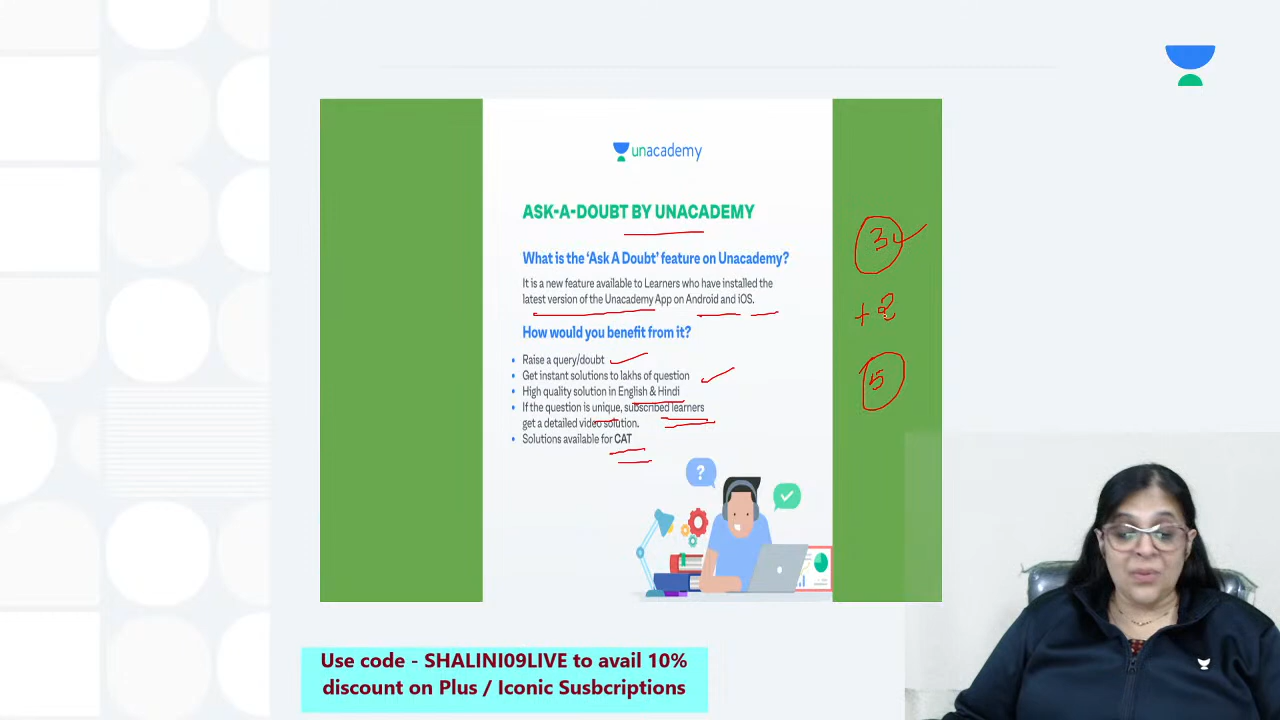 unacademy
ASK-A-DOUBT BY UNACADEMY
What is the 'Ask A Doubt' feature on Unacademy?
It is a new feature available to Learners who have installed the
latest version of the Unacademy App on Android and iOS.
How would you benefit from it?
• Raise a query/doubt
• Get instant solutions to lakhs of question
• High quality solution in English & Hindi
• If the question is unique, subscribed learners
get a detailed video solution.
• Solutions available for CAT
?
3
+2
5
Use code - SHALINI09LIVE to avail 10%
discount on Plus / Iconic Susbcriptions